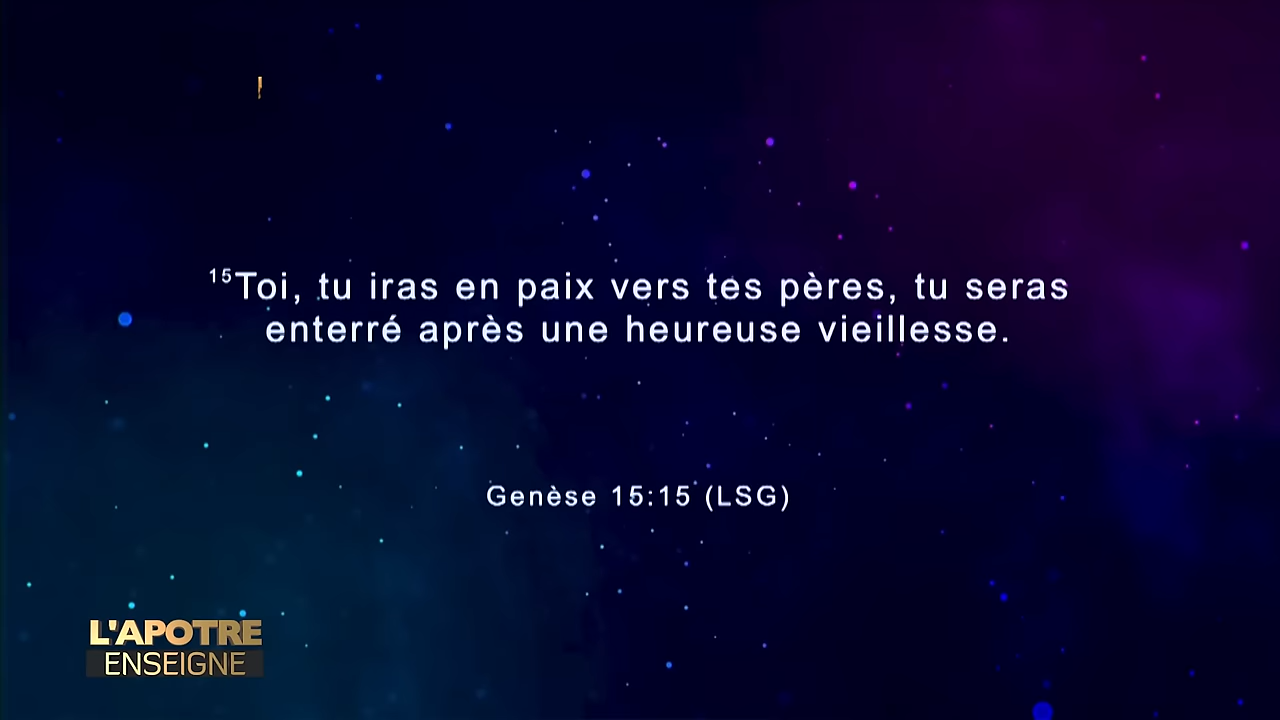 15Toi, tu iras en paix vers tes pères, tu seras
enterré après une heureuse vieillesse.
Genèse 15:15 (LSG)
L'APOTRE
ENSEIGNE